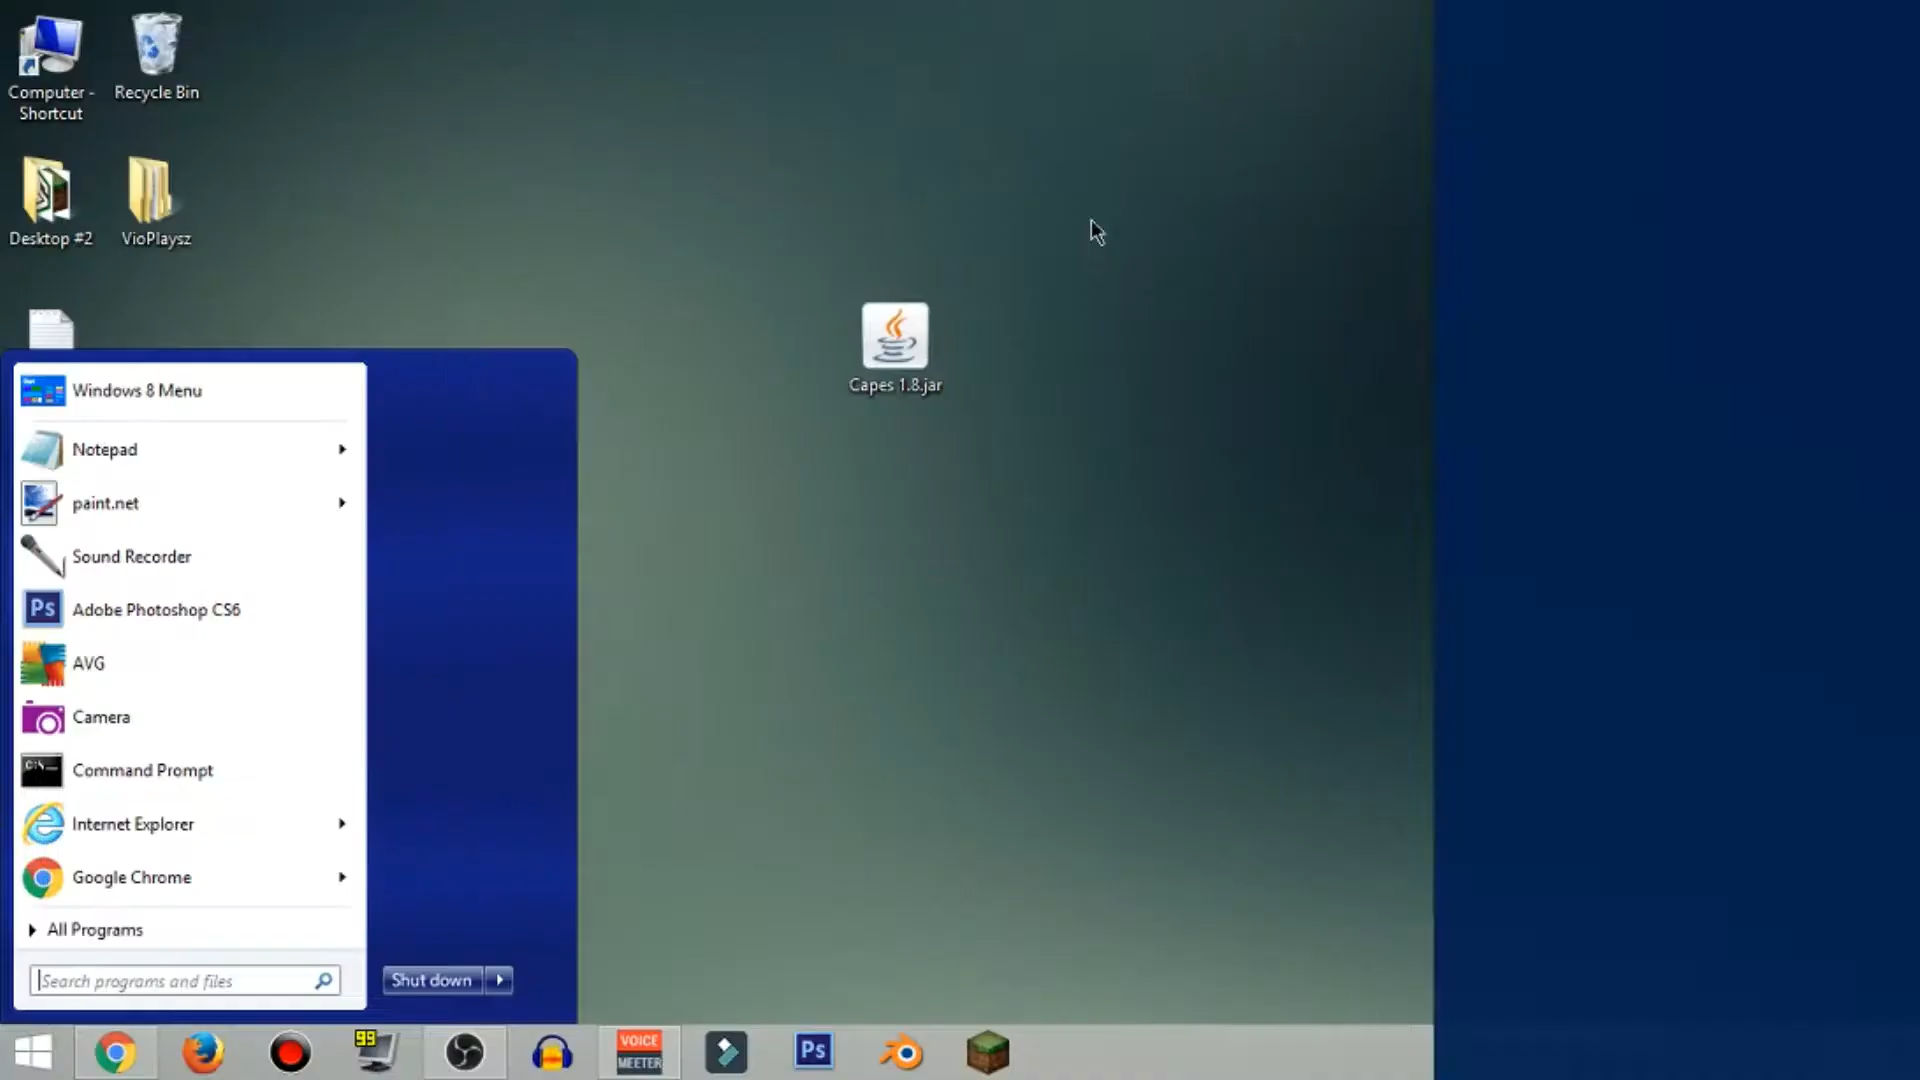 Computer -
Shortcut
Recycle Bin
Desktop #2
VioPlaysz
Capes 1.8.jar
Windows 8 Menu
Notepad
paint.net
Sound Recorder
Ps
Adobe Photoshop CS6
AVG
Camera
C:\
Command Prompt
Internet Explorer
Google Chrome
All Programs
Search programs and files
Shut down
99
VOICE
MEETER
Ps